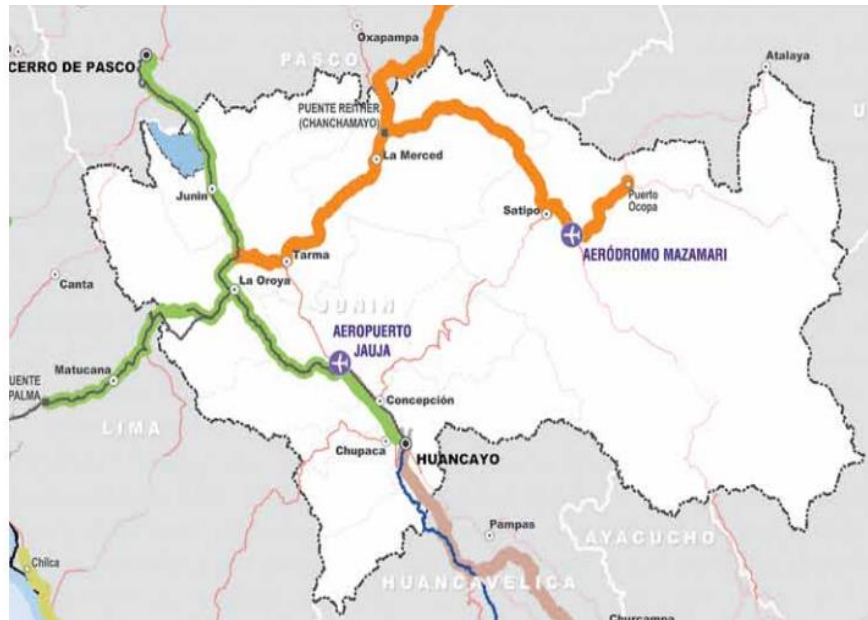 Oxapampa
Atalaya
CERRO DE PASCO
PASCO
PUENTE REITHER
(CHANCHAMAYO)
La Merced
Junín
Satipo
Puerto
Ocopa
AERÓDROMO MAZAMARI
Tarma
Canta
La Oroya
JUNIN
AEROPUERTO
JAUJA
Matucana
UENTE
PALMA
Concepción
LIMA
Chupaca
HUANCAYO
Pampas
AYACUCHO
Chilca
HUANCAVELICA
Churcampa
U